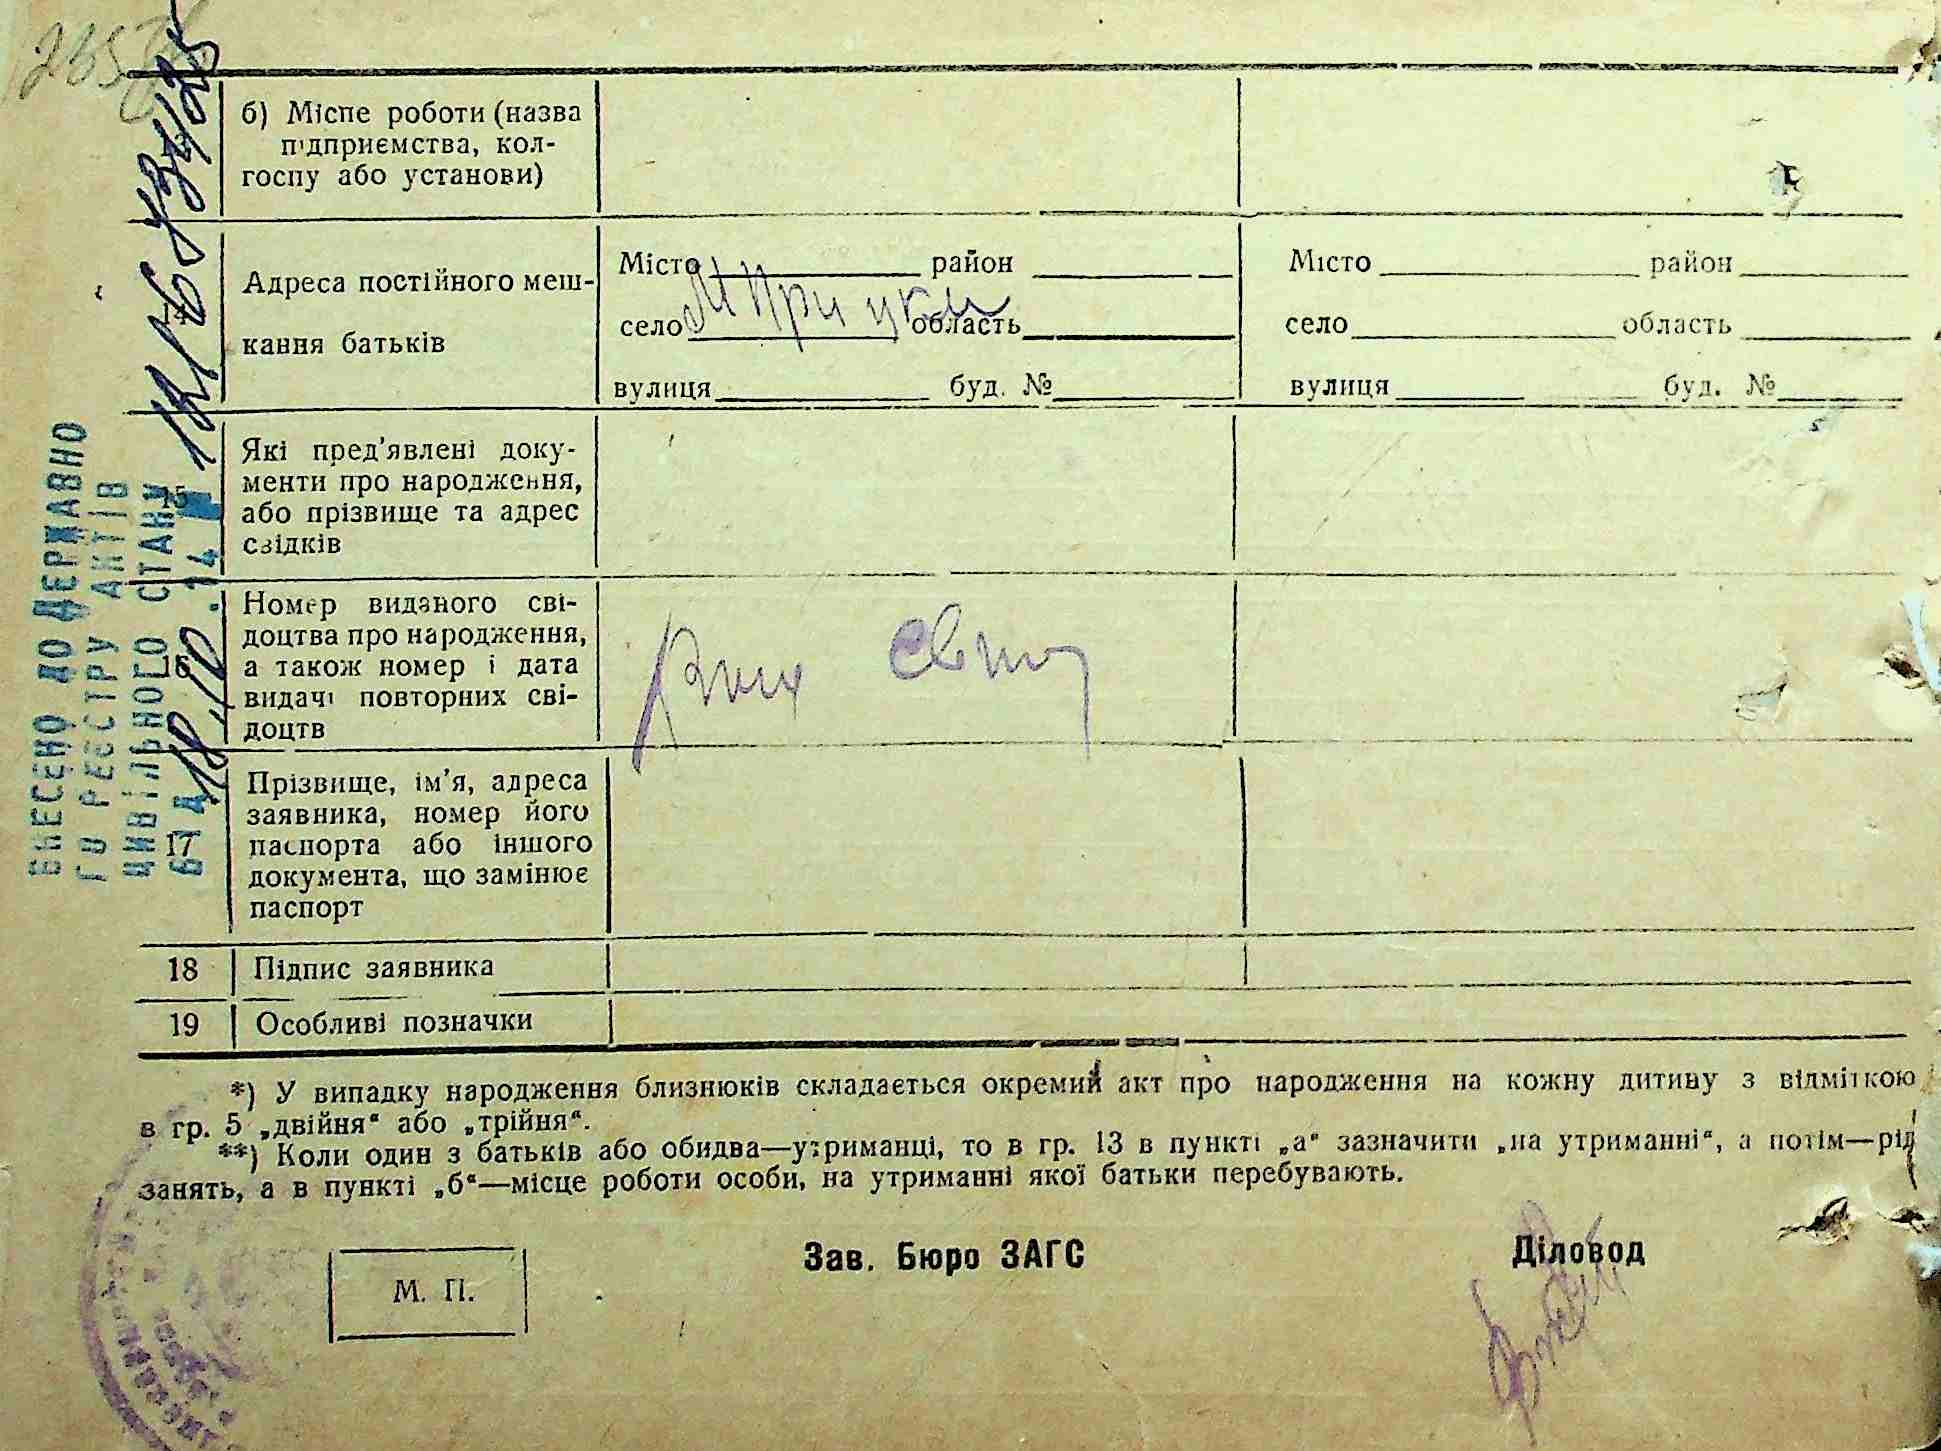 б) Міспе роботи (назва
підприємства, кол-
госпу або установи)
Адреса постійного меш-
кання батьків
Місто район
село М Прицки область
вулиця буд. №
Місто район
село область
вулиця буд. №
15
Які пред'явлені доку-
менти про народження,
або прізвище та адрес
свідків
16
Номер виданого сві-
доцтва про народження,
а також номер і дата
видачі повторних сві-
доцтв
17
Прізвище, ім'я, адреса
заявника, номер його
паспорта або іншого
документа, що замінює
паспорт
18 Підпис заявника
19 Особливі позначки
ВНЕСЕНО ДО ДЕРЖАВНО
ГО РЕЄСТРУ АКТІВ
ЦИВІЛЬНОГО СТАНУ
*) У випадку народження близнюків складається окремий акт про народження на кожну дитину з відміткою
в гр. 5 „двійня“ або „трійня“.
**) Коли один з батьків або обидва—утриманці, то в гр. 13 в пункті „а“ зазначити „на утриманні“, а потім—рід
занять, а в пункті „б“—місце роботи особи, на утриманні якої батьки перебувають.
М. П.
Зав. Бюро ЗАГС
Діловод